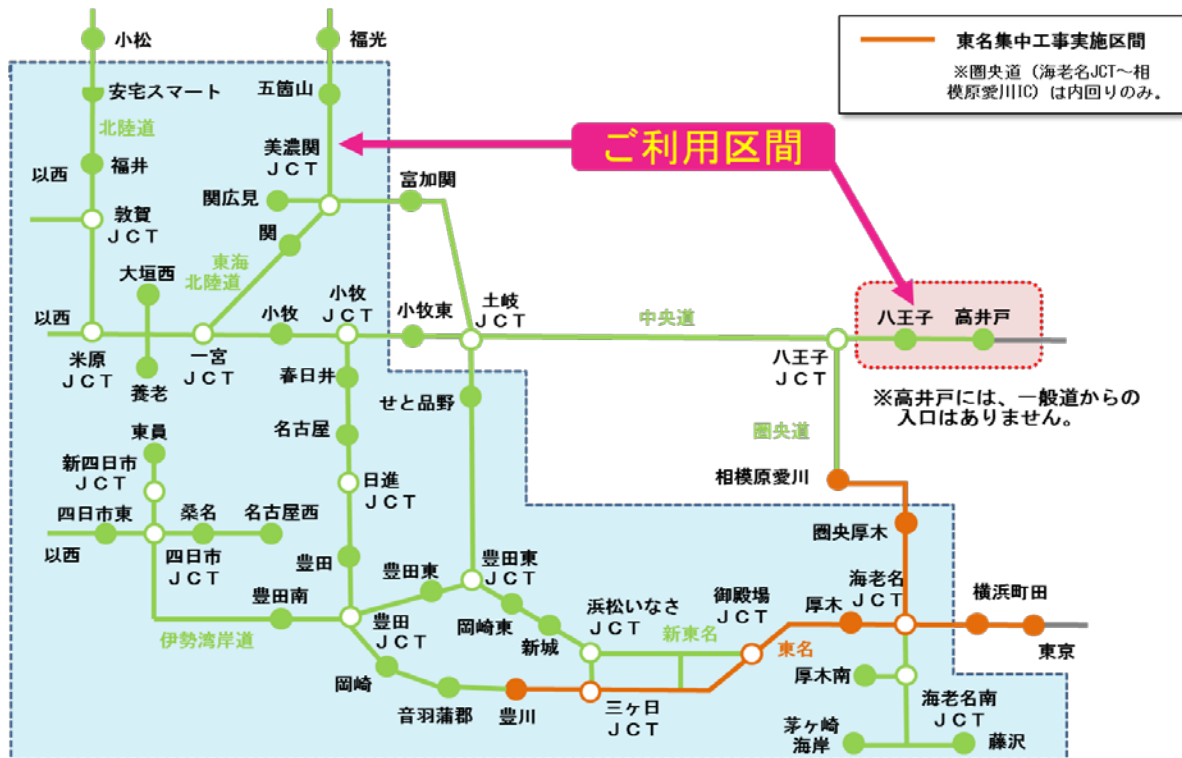 小松
福光
東名集中工事実施区間
※圏央道（海老名JCT～相
模原愛川IC）は内回りのみ。
安宅スマート
五箇山
北陸道
ご利用区間
美濃関
ＪＣＴ
以西
福井
富加関
関広見
敦賀
ＪＣＴ
関
東海
北陸道
大垣西
小牧
小牧
ＪＣＴ
小牧東
土岐
ＪＣＴ
中央道
八王子
高井戸
以西
米原
ＪＣＴ
養老
一宮
ＪＣＴ
春日井
八王子
ＪＣＴ
※高井戸には、一般道からの
入口はありません。
せと品野
東員
名古屋
圏央道
新四日市
ＪＣＴ
日進
ＪＣＴ
相模原愛川
四日市東
桑名
名古屋西
以西
四日市
ＪＣＴ
圏央厚木
豊田
豊田東
豊田東
ＪＣＴ
海老名
ＪＣＴ
横浜町田
豊田南
御殿場
ＪＣＴ
厚木
浜松いなさ
ＪＣＴ
伊勢湾岸道
豊田
ＪＣＴ
岡崎東
新城
新東名
東名
東京
岡崎
厚木南
音羽蒲郡
豊川
三ヶ日
ＪＣＴ
海老名南
ＪＣＴ
茅ヶ崎
海岸
藤沢